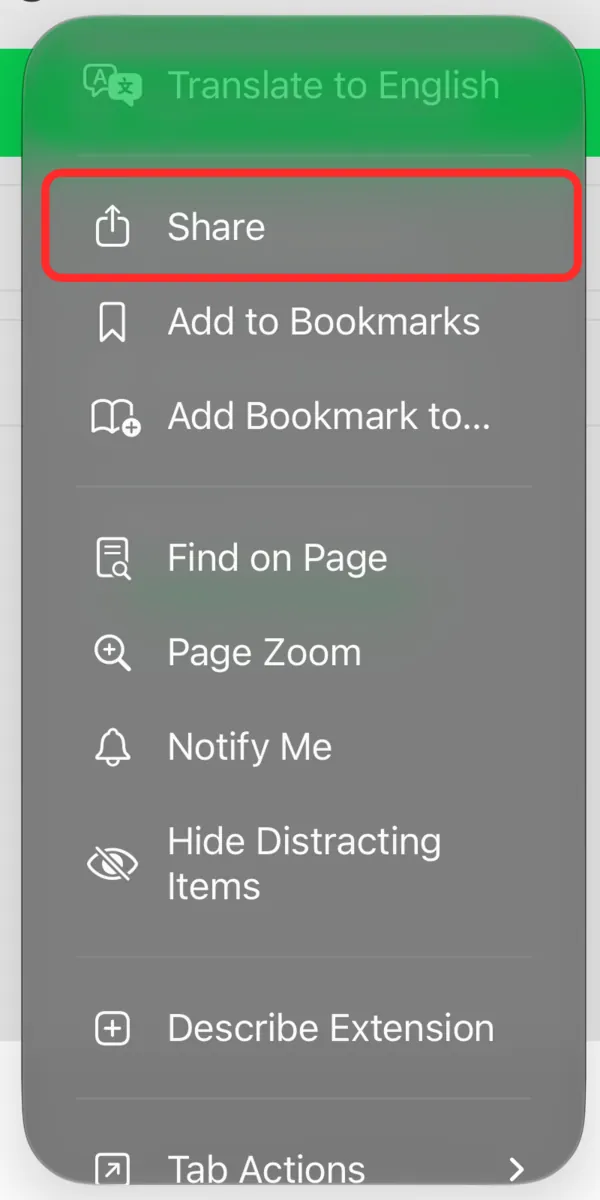 Translate to English
Share
Add to Bookmarks
Add Bookmark to...
Find on Page
Page Zoom
Notify Me
Hide Distracting
Items
Describe Extension
Tab Actions